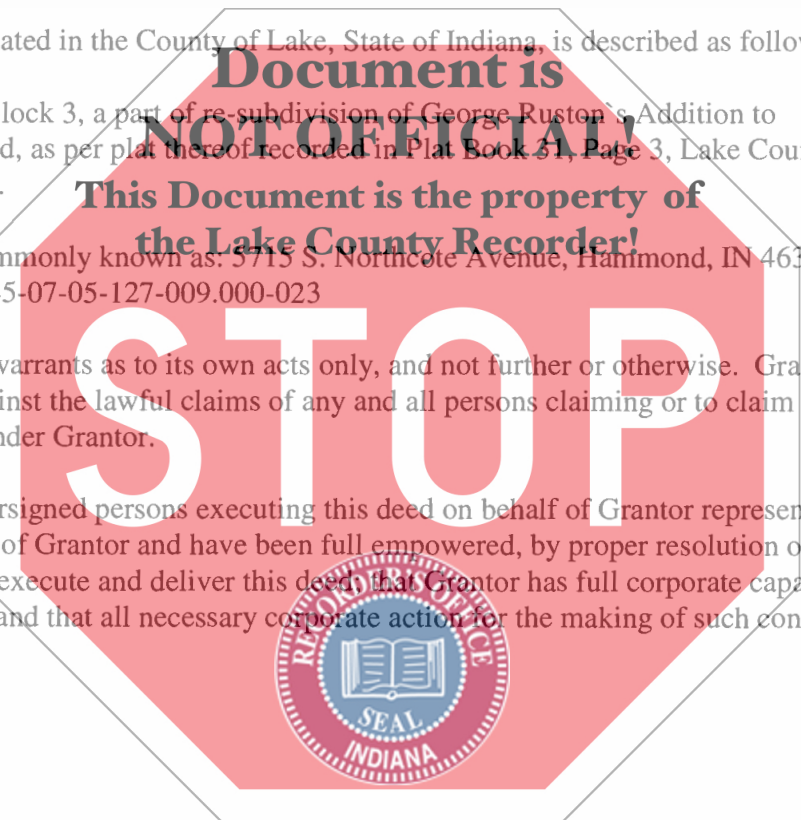 ated in the County of Lake, State of Indiana, is described as follo
Document is
lock 3, a part of re-subdivision of George Ruston`s Addition to
NOT OFFICIAL!
d, as per plat thereof recorded in Plat Book 31, Page 3, Lake Cou
This Document is the property of
the Lake County Recorder!
mmonly known as: 5715 S. Northcote Avenue, Hammond, IN 463
5-07-05-127-009.000-023
STOP
warrants as to its own acts only, and not further or otherwise. Gra
inst the lawful claims of any and all persons claiming or to claim
nder Grantor.
rsigned persons executing this deed on behalf of Grantor represen
of Grantor and have been full empowered, by proper resolution o
execute and deliver this deed; that Grantor has full corporate capa
and that all necessary corporate action for the making of such con
RECORDER'S OFFICE
SEAL
INDIANA